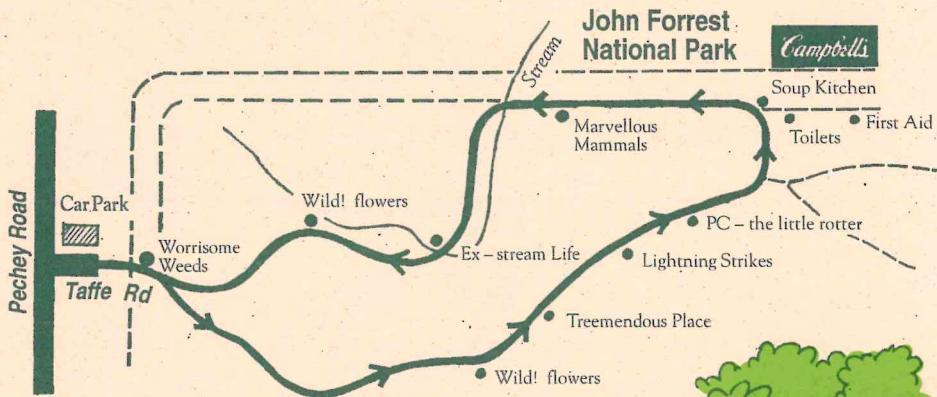 John Forrest
National Park
Campbell's
Stream
Soup Kitchen
Marvellous
Mammals
Toilets
First Aid
Car Park
Wild! flowers
PC – the little rotter
Worrisome
Weeds
Ex – stream Life
Lightning Strikes
Pechey Road
Taffe Rd
Treemendous Place
Wild! flowers